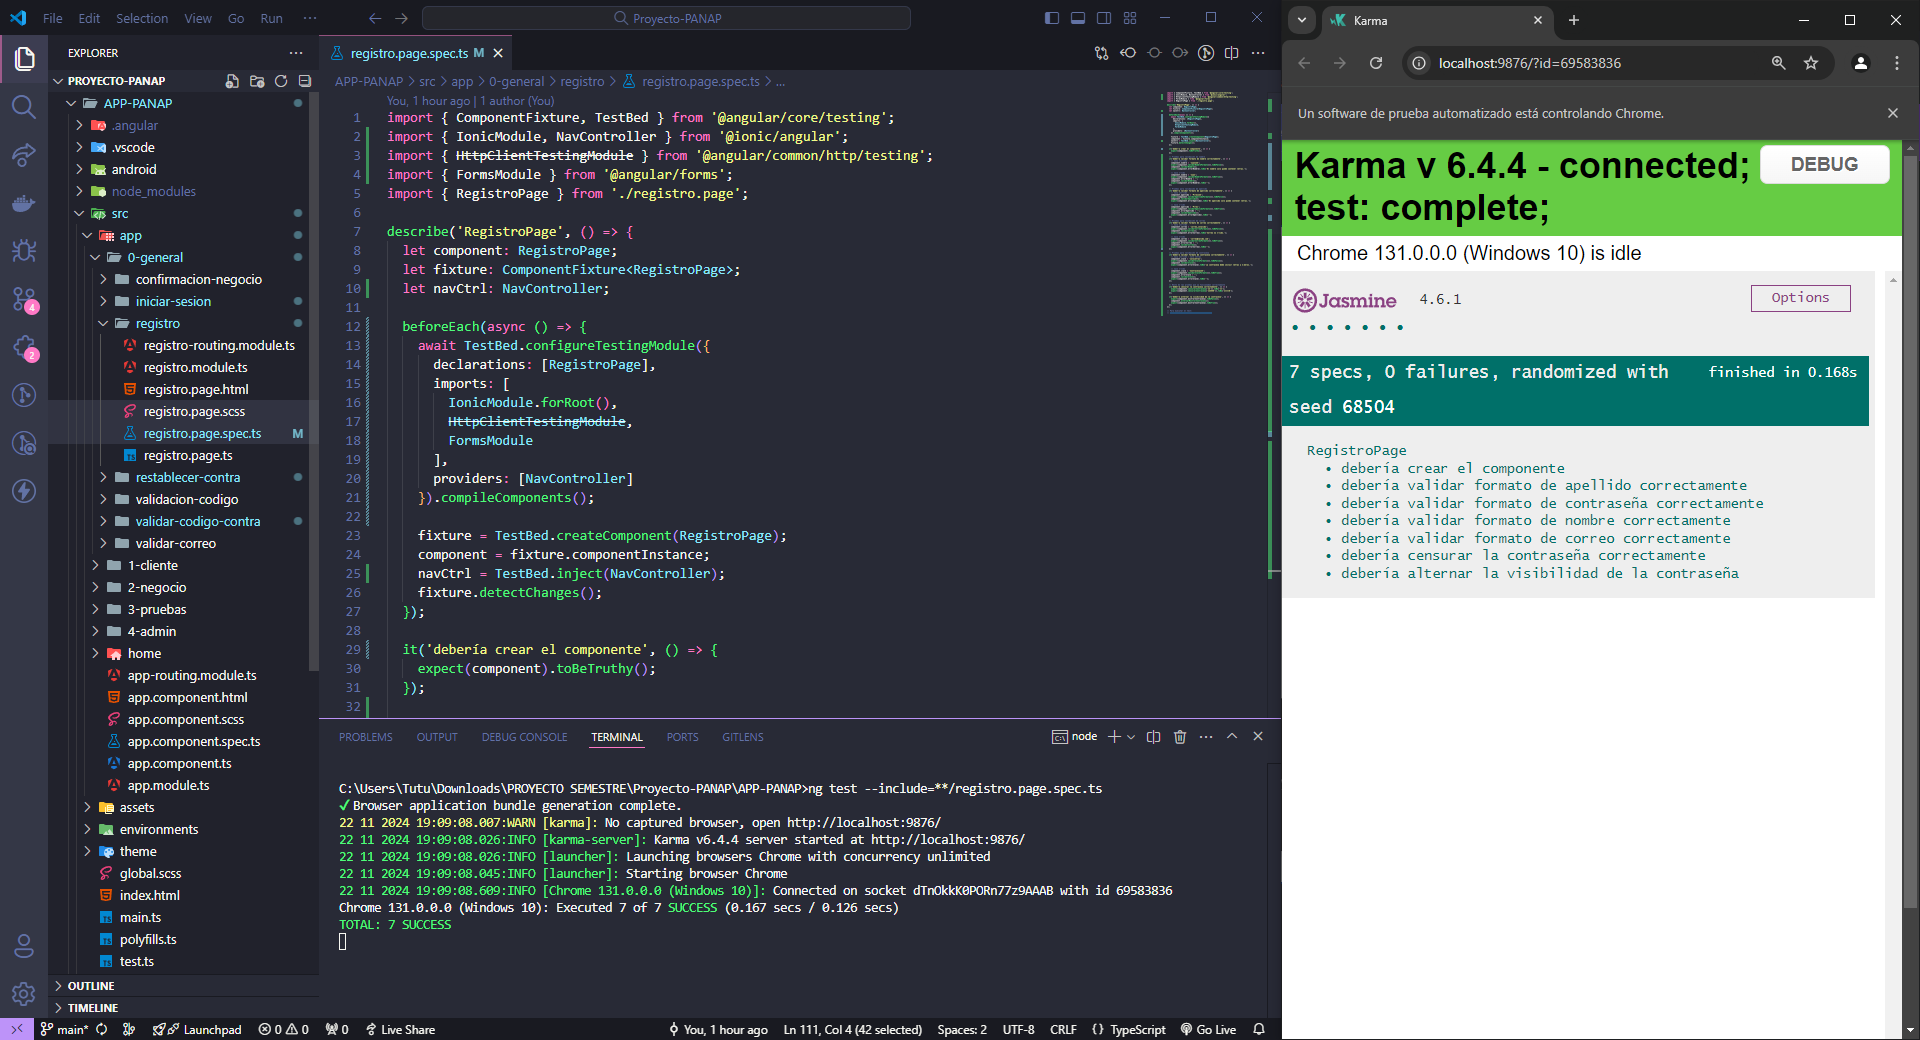 File Edit Selection View Go Run ···
Proyecto-PANAP
EXPLORER
PROYECTO-PANAP
APP-PANAP
.angular
.vscode
android
node_modules
src
app
0-general
confirmacion-negocio
iniciar-sesion
registro
registro-routing.module.ts
registro.module.ts
registro.page.html
registro.page.scss
registro.page.spec.ts M
registro.page.ts
restablecer-contra
validacion-codigo
validar-codigo-contra
validar-correo
1-cliente
2-negocio
3-pruebas
4-admin
home
app-routing.module.ts
app.component.html
app.component.scss
app.component.spec.ts
app.component.ts
app.module.ts
assets
environments
theme
global.scss
index.html
main.ts
polyfills.ts
test.ts
OUTLINE
TIMELINE
4
2
registro.page.spec.ts M
APP-PANAP > src > app > 0-general > registro > registro.page.spec.ts > ...
You, 1 hour ago | 1 author (You)
1 import { ComponentFixture, TestBed } from '@angular/core/testing';
2 import { IonicModule, NavController } from '@ionic/angular';
3 import { HttpClientTestingModule } from '@angular/common/http/testing';
4 import { FormsModule } from '@angular/forms';
5 import { RegistroPage } from './registro.page';
6
7 describe('RegistroPage', () => {
8 let component: RegistroPage;
9 let fixture: ComponentFixture<RegistroPage>;
10 let navCtrl: NavController;
11
12 beforeEach(async () => {
13 await TestBed.configureTestingModule({
14 declarations: [RegistroPage],
15 imports: [
16 IonicModule.forRoot(),
17 HttpClientTestingModule,
18 FormsModule
19 ],
20 providers: [NavController]
21 }).compileComponents();
22
23 fixture = TestBed.createComponent(RegistroPage);
24 component = fixture.componentInstance;
25 navCtrl = TestBed.inject(NavController);
26 fixture.detectChanges();
27 });
28
29 it('debería crear el componente', () => {
30 expect(component).toBeTruthy();
31 });
32
PROBLEMS OUTPUT DEBUG CONSOLE TERMINAL PORTS GITLENS
node
C:\Users\Tutu\Downloads\PROYECTO SEMESTRE\Proyecto-PANAP\APP-PANAP>ng test --include=**/registro.page.spec.ts
✓ Browser application bundle generation complete.
22 11 2024 19:09:08.007:WARN [karma]: No captured browser, open http://localhost:9876/
22 11 2024 19:09:08.026:INFO [karma-server]: Karma v6.4.4 server started at http://localhost:9876/
22 11 2024 19:09:08.026:INFO [launcher]: Launching browsers Chrome with concurrency unlimited
22 11 2024 19:09:08.045:INFO [launcher]: Starting browser Chrome
22 11 2024 19:09:08.609:INFO [Chrome 131.0.0.0 (Windows 10)]: Connected on socket dTnOkkK0PORn77z9AAAB with id 69583836
Chrome 131.0.0.0 (Windows 10): Executed 7 of 7 SUCCESS (0.167 secs / 0.126 secs)
TOTAL: 7 SUCCESS
main* Launchpad 0 0 0 Live Share You, 1 hour ago Ln 111, Col 4 (42 selected) Spaces: 2 UTF-8 CRLF {} TypeScript Go Live
Karma
localhost:9876/?id=69583836
Un software de prueba automatizado está controlando Chrome.
Karma v 6.4.4 - connected;
test: complete;
DEBUG
Chrome 131.0.0.0 (Windows 10) is idle
Jasmine 4.6.1
Options
• • • • • • •
7 specs, 0 failures, randomized with
seed 68504
finished in 0.168s
RegistroPage
• debería crear el componente
• debería validar formato de apellido correctamente
• debería validar formato de contraseña correctamente
• debería validar formato de nombre correctamente
• debería validar formato de correo correctamente
• debería censurar la contraseña correctamente
• debería alternar la visibilidad de la contraseña